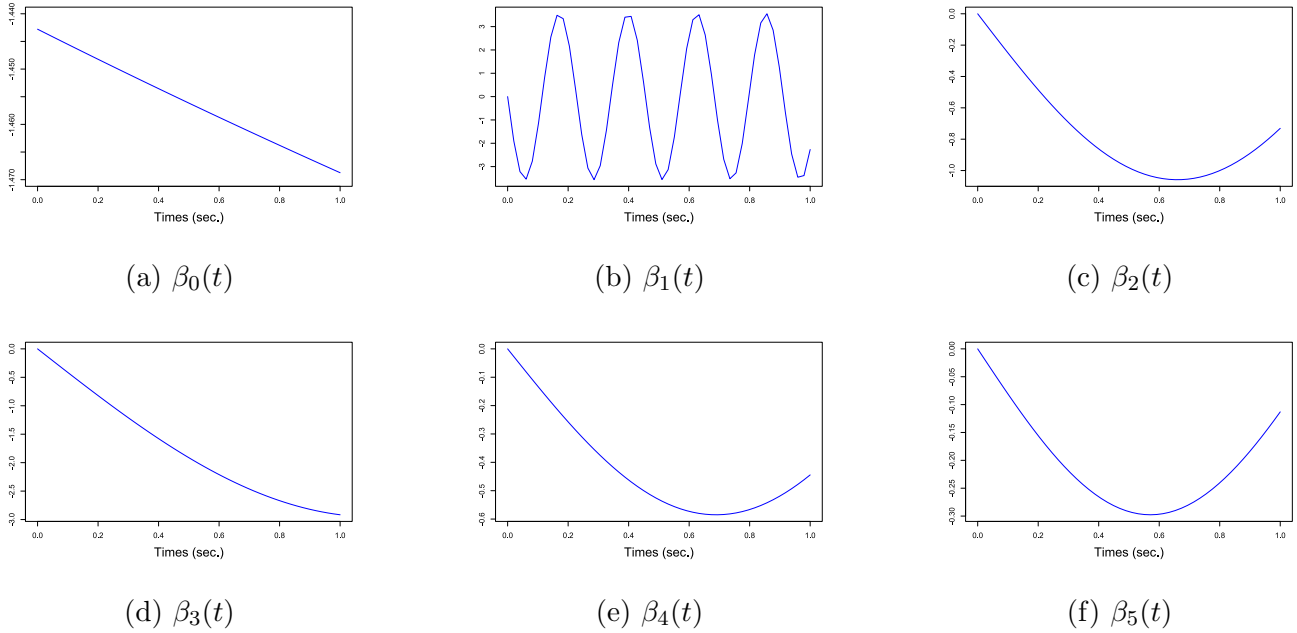 -1.440
-1.450
-1.460
-1.470
0.0 0.2 0.4 0.6 0.8 1.0
Times (sec.)
(a) β₀(t)
3
2
1
0
-1
-2
-3
0.0 0.2 0.4 0.6 0.8 1.0
Times (sec.)
(b) β₁(t)
0.0
-0.2
-0.4
-0.6
-0.8
-1.0
0.0 0.2 0.4 0.6 0.8 1.0
Times (sec.)
(c) β₂(t)
0.0
-0.5
-1.0
-1.5
-2.0
-2.5
-3.0
0.0 0.2 0.4 0.6 0.8 1.0
Times (sec.)
(d) β₃(t)
0.0
-0.1
-0.2
-0.3
-0.4
-0.5
-0.6
0.0 0.2 0.4 0.6 0.8 1.0
Times (sec.)
(e) β₄(t)
0.00
-0.05
-0.10
-0.15
-0.20
-0.25
-0.30
0.0 0.2 0.4 0.6 0.8 1.0
Times (sec.)
(f) β₅(t)